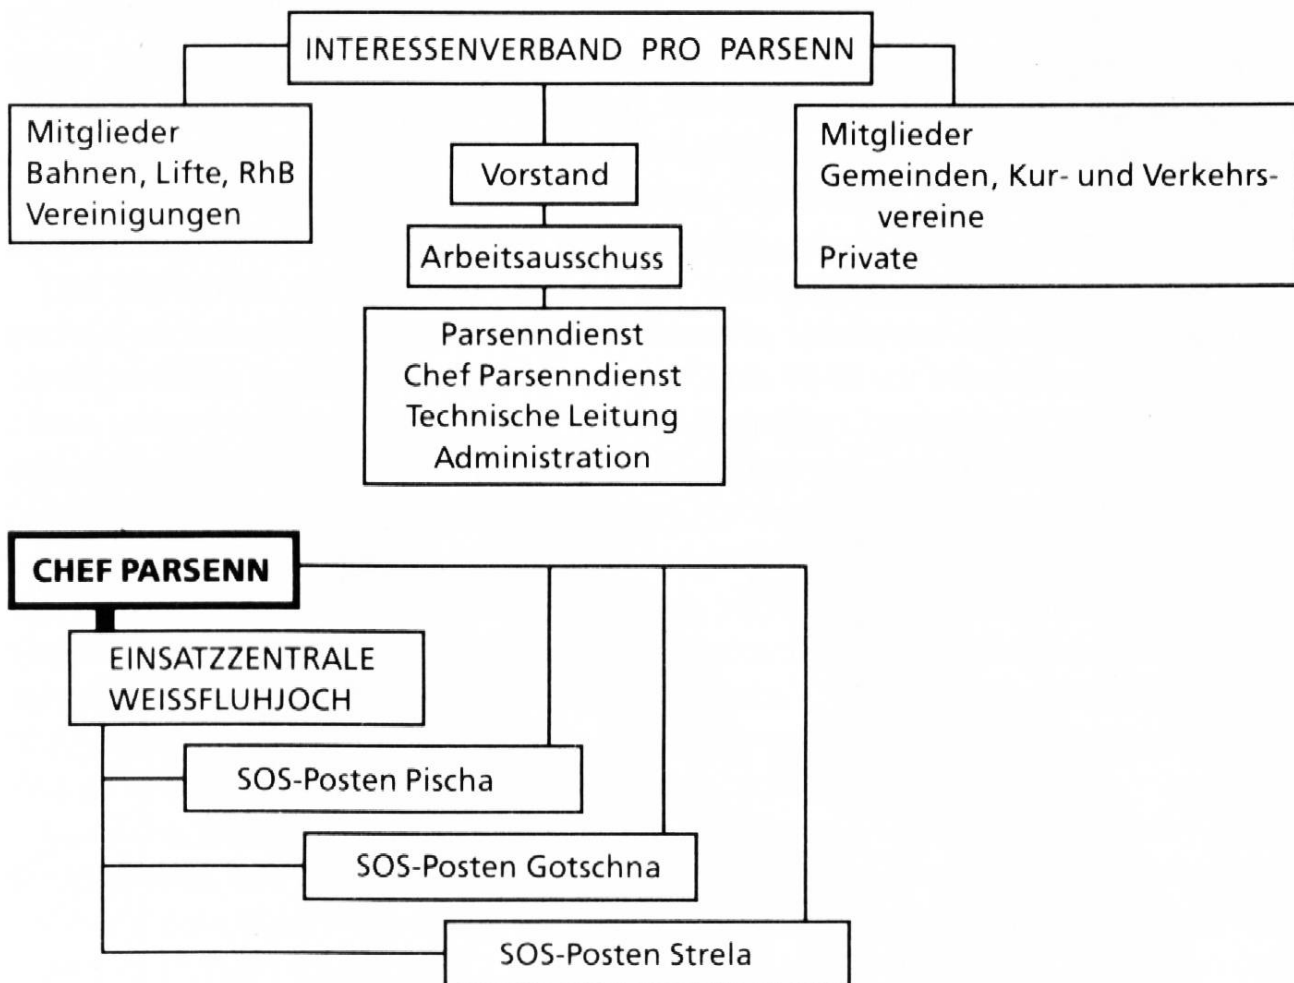 INTERESSENVERBAND PRO PARSENN
Mitglieder
Bahnen, Lifte, RhB
Vereinigungen
Vorstand
Arbeitsausschuss
Parsenndienst
Chef Parsenndienst
Technische Leitung
Administration
Mitglieder
Gemeinden, Kur- und Verkehrs-
vereine
Private
CHEF PARSENN
EINSATZZENTRALE
WEISSFLUHJOCH
SOS-Posten Pischa
SOS-Posten Gotschna
SOS-Posten Strela